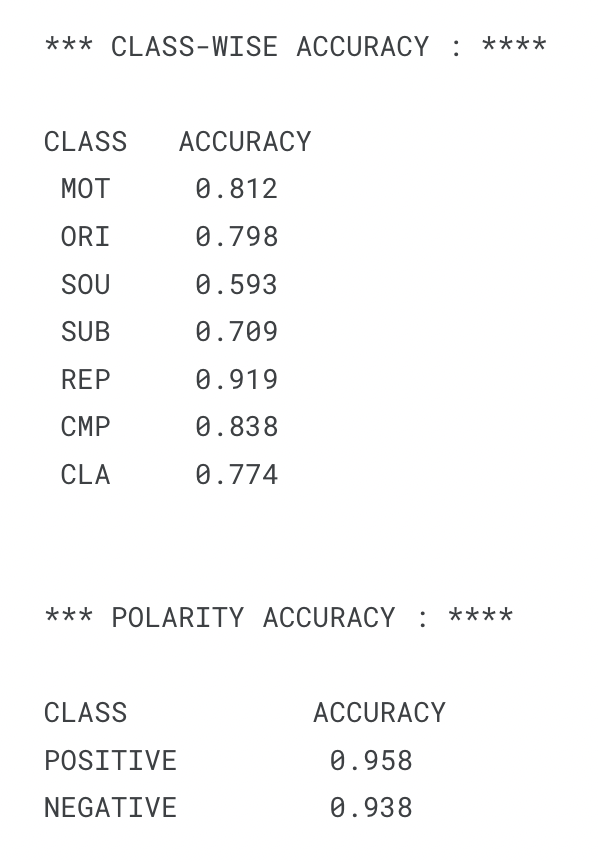 *** CLASS-WISE ACCURACY : ****
CLASS ACCURACY
MOT 0.812
ORI 0.798
SOU 0.593
SUB 0.709
REP 0.919
CMP 0.838
CLA 0.774
*** POLARITY ACCURACY : ****
CLASS ACCURACY
POSITIVE 0.958
NEGATIVE 0.938